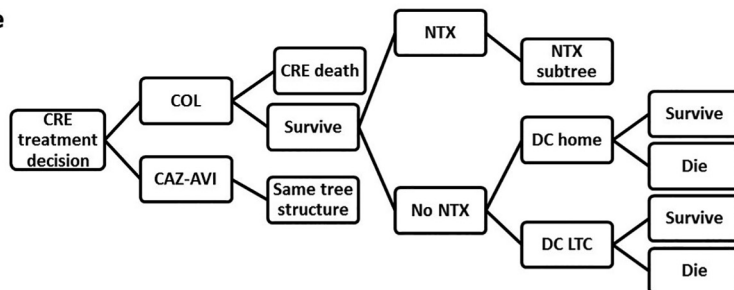 e
CRE
treatment
decision
COL
CAZ-AVI
CRE death
Survive
Same tree
structure
NTX
No NTX
NTX
subtree
DC home
DC LTC
Survive
Die
Survive
Die